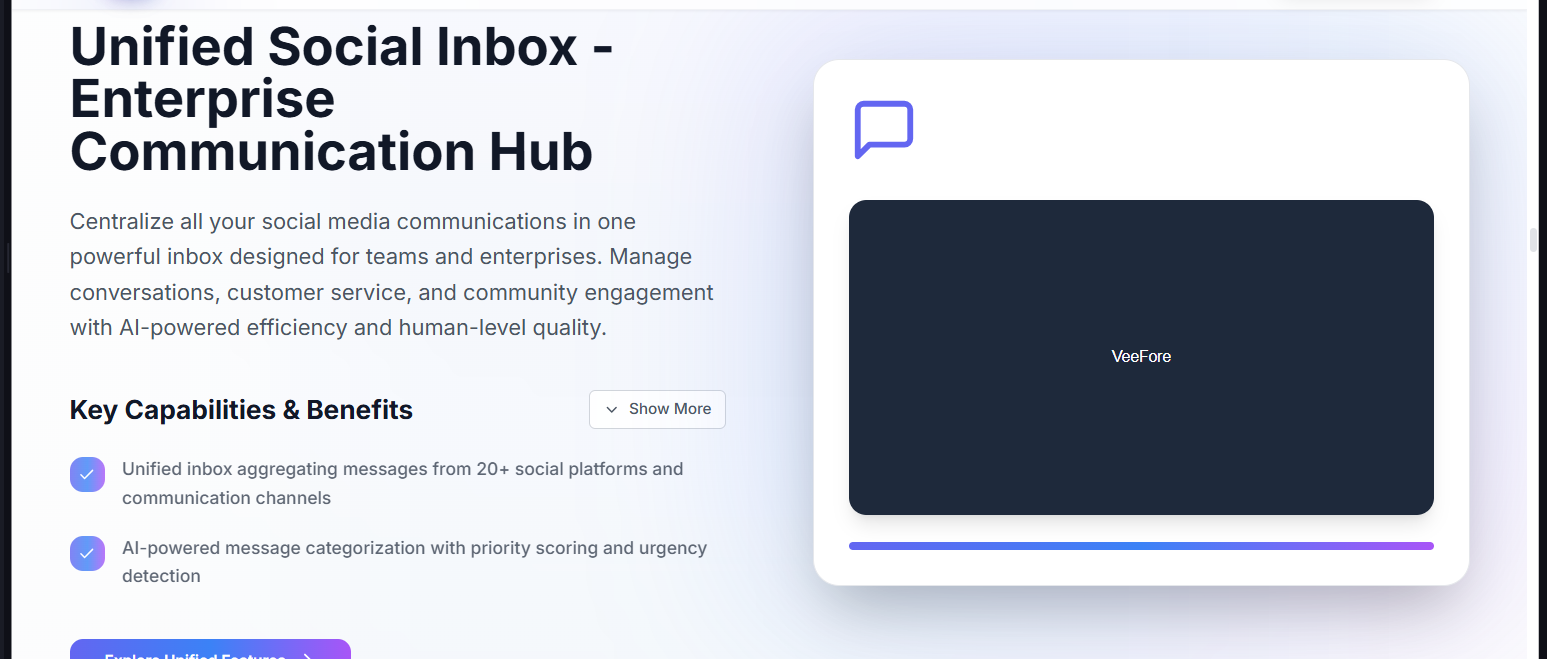 Unified Social Inbox -
Enterprise
Communication Hub
Centralize all your social media communications in one
powerful inbox designed for teams and enterprises. Manage
conversations, customer service, and community engagement
with AI-powered efficiency and human-level quality.
Key Capabilities & Benefits
Show More
Unified inbox aggregating messages from 20+ social platforms and
communication channels
AI-powered message categorization with priority scoring and urgency
detection
Explore Unified Features
VeeFore